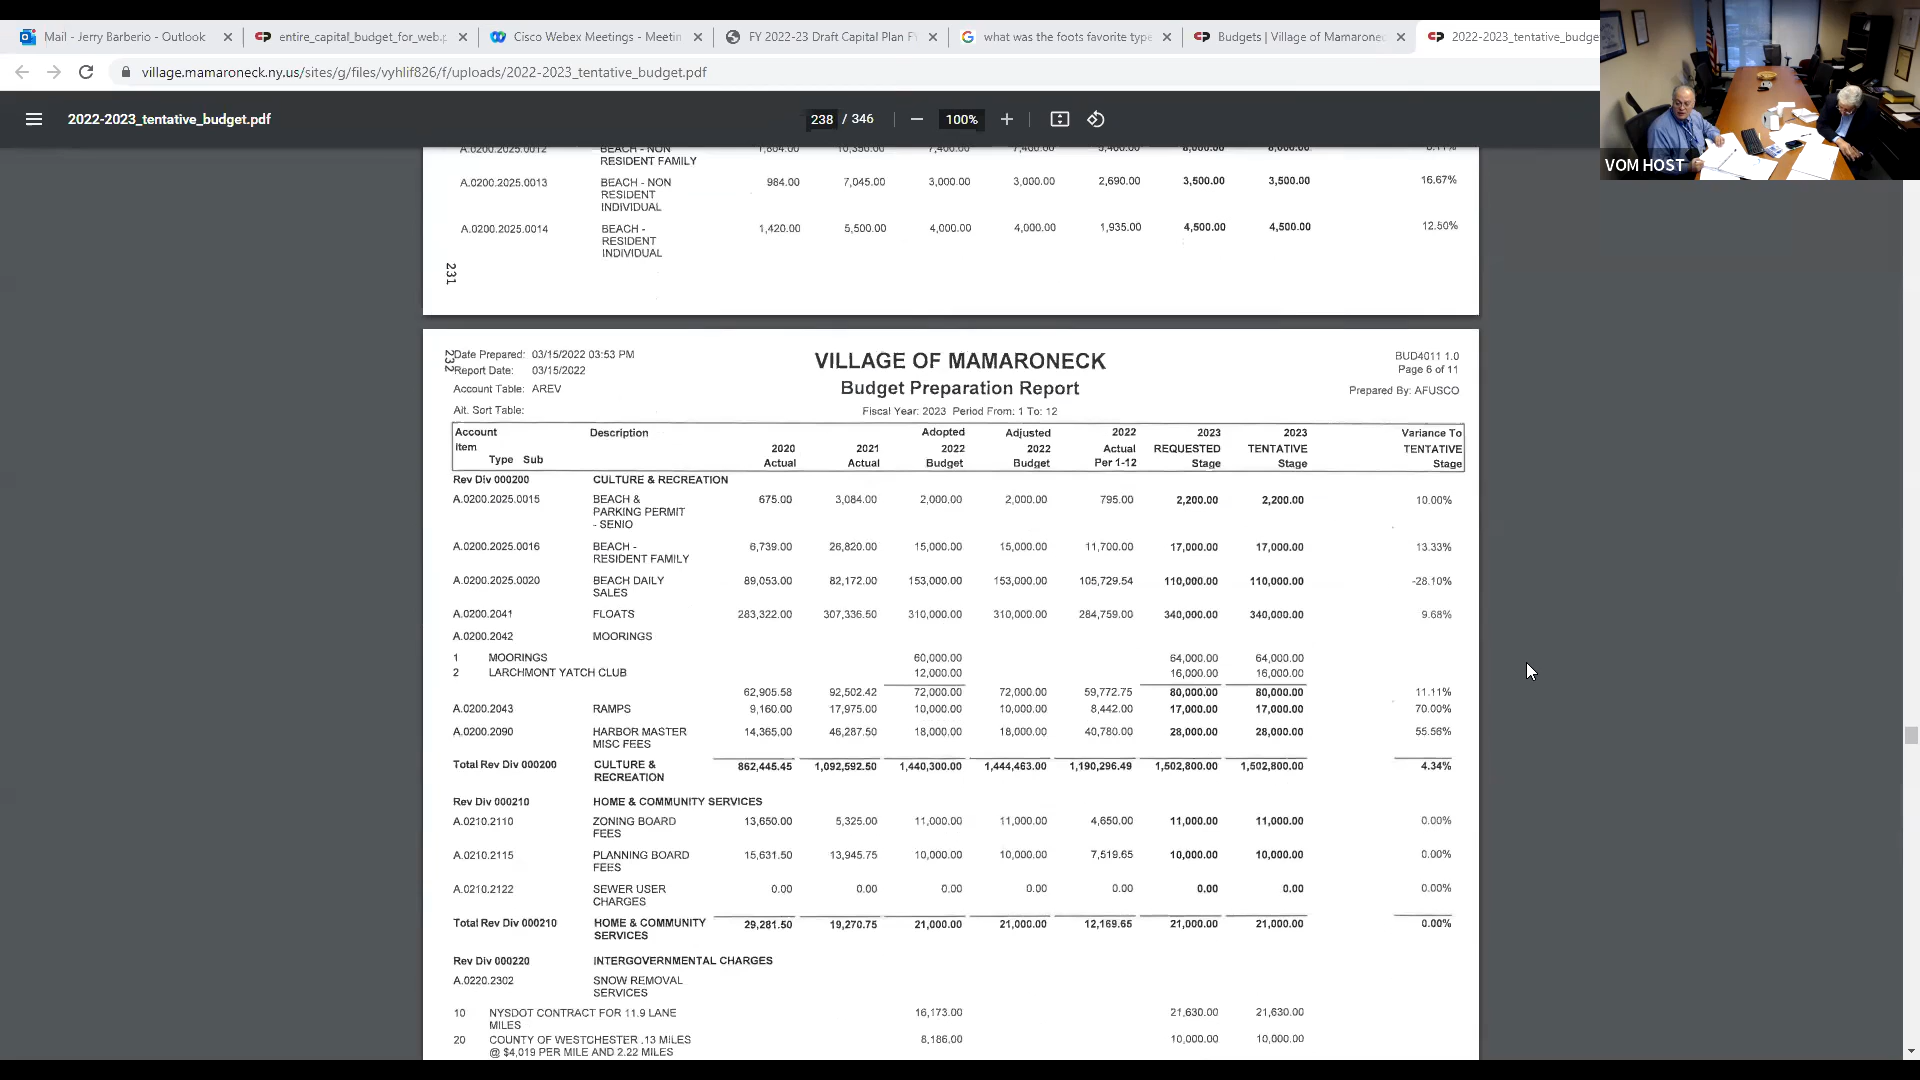 Mail - Jerry Barberio - Outlook
entire_capital_budget_for_web.p
Cisco Webex Meetings - Meetin
FY 2022-23 Draft Capital Plan F
what was the foots favorite type
Budgets | Village of Mamaronec
2022-2023_tentative_budge
village.mamaroneck.ny.us/sites/g/files/vyhlif826/f/uploads/2022-2023_tentative_budget.pdf
2022-2023_tentative_budget.pdf
238 / 346
100%
VOM HOST
A.0200.2025.0012 BEACH - NON 1,804.00 10,350.00 7,400.00 7,400.00 5,400.00 8,000.00 8,000.00 8.11%
RESIDENT FAMILY
A.0200.2025.0013 BEACH - NON 984.00 7,045.00 3,000.00 3,000.00 2,690.00 3,500.00 3,500.00 16.67%
RESIDENT
INDIVIDUAL
A.0200.2025.0014 BEACH - 1,420.00 5,500.00 4,000.00 4,000.00 1,935.00 4,500.00 4,500.00 12.50%
RESIDENT
INDIVIDUAL
231
232
Date Prepared: 03/15/2022 03:53 PM
Report Date: 03/15/2022
Account Table: AREV
Alt. Sort Table:
VILLAGE OF MAMARONECK
Budget Preparation Report
Fiscal Year: 2023 Period From: 1 To: 12
BUD4011 1.0
Page 6 of 11
Prepared By: AFUSCO
Account Description Adopted Adjusted 2022 2023 2023 Variance To
Item 2020 2021 2022 2022 Actual REQUESTED TENTATIVE TENTATIVE
Type Sub Actual Actual Budget Budget Per 1-12 Stage Stage Stage
Rev Div 000200 CULTURE & RECREATION
A.0200.2025.0015 BEACH & 675.00 3,084.00 2,000.00 2,000.00 795.00 2,200.00 2,200.00 10.00%
PARKING PERMIT
- SENIO
A.0200.2025.0016 BEACH - 6,739.00 26,820.00 15,000.00 15,000.00 11,700.00 17,000.00 17,000.00 13.33%
RESIDENT FAMILY
A.0200.2025.0020 BEACH DAILY 89,053.00 82,172.00 153,000.00 153,000.00 105,729.54 110,000.00 110,000.00 -28.10%
SALES
A.0200.2041 FLOATS 283,322.00 307,336.50 310,000.00 310,000.00 284,759.00 340,000.00 340,000.00 9.68%
A.0200.2042 MOORINGS
1 MOORINGS 60,000.00 64,000.00 64,000.00
2 LARCHMONT YATCH CLUB 12,000.00 16,000.00 16,000.00
62,905.58 92,502.42 72,000.00 72,000.00 59,772.75 80,000.00 80,000.00 11.11%
A.0200.2043 RAMPS 9,160.00 17,975.00 10,000.00 10,000.00 8,442.00 17,000.00 17,000.00 70.00%
A.0200.2090 HARBOR MASTER 14,365.00 46,287.50 18,000.00 18,000.00 40,780.00 28,000.00 28,000.00 55.56%
MISC FEES
Total Rev Div 000200 CULTURE & 862,445.45 1,092,592.50 1,440,300.00 1,444,463.00 1,190,296.49 1,502,800.00 1,502,800.00 4.34%
RECREATION
Rev Div 000210 HOME & COMMUNITY SERVICES
A.0210.2110 ZONING BOARD 13,650.00 5,325.00 11,000.00 11,000.00 4,650.00 11,000.00 11,000.00 0.00%
FEES
A.0210.2115 PLANNING BOARD 15,631.50 13,945.75 10,000.00 10,000.00 7,519.65 10,000.00 10,000.00 0.00%
FEES
A.0210.2122 SEWER USER 0.00 0.00 0.00 0.00 0.00 0.00 0.00 0.00%
CHARGES
Total Rev Div 000210 HOME & COMMUNITY 29,281.50 19,270.75 21,000.00 21,000.00 12,169.65 21,000.00 21,000.00 0.00%
SERVICES
Rev Div 000220 INTERGOVERNMENTAL CHARGES
A.0220.2302 SNOW REMOVAL
SERVICES
10 NYSDOT CONTRACT FOR 11.9 LANE 16,173.00 21,630.00 21,630.00
MILES
20 COUNTY OF WESTCHESTER .13 MILES 8,186.00 10,000.00 10,000.00
@ $4,019 PER MILE AND 2.22 MILES